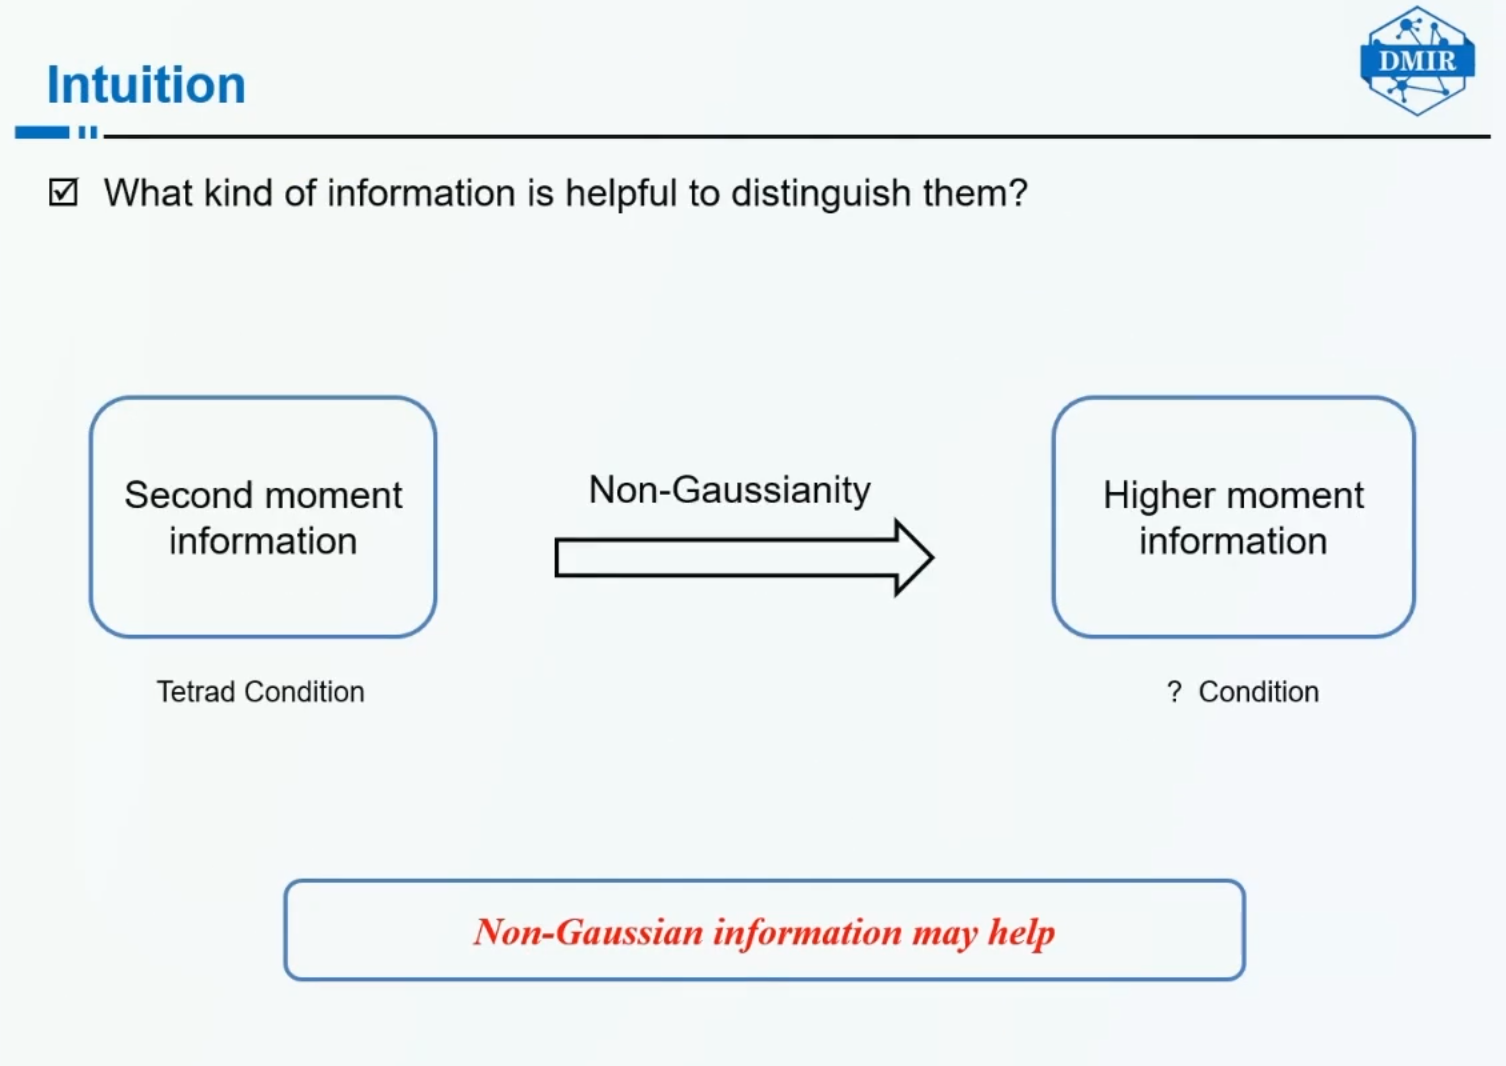 DMIR
Intuition
What kind of information is helpful to distinguish them?
Second moment
information
Non-Gaussianity
Higher moment
information
Tetrad Condition
? Condition
Non-Gaussian information may help